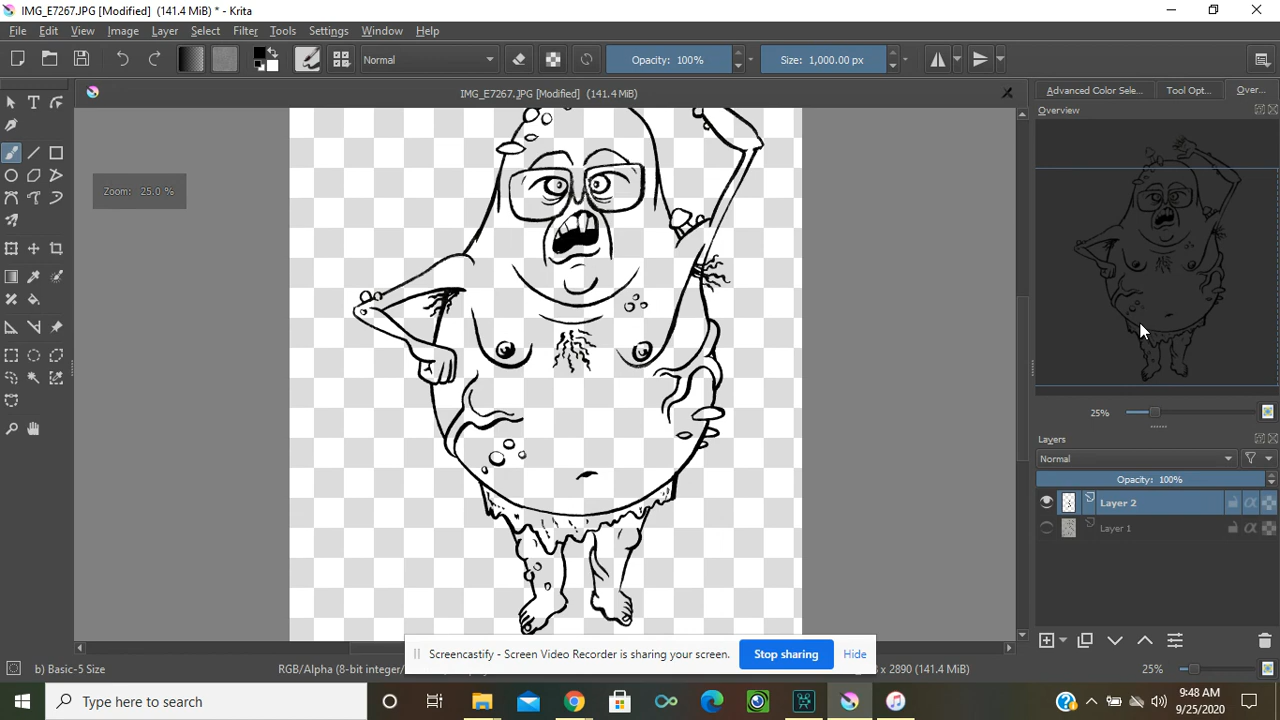 IMG_E7267.JPG [Modified] (141.4 MiB) * - Krita
File Edit View Image Layer Select Filter Tools Settings Window Help
Normal Opacity: 100% Size: 1,000.00 px
IMG_E7267.JPG [Modified] (141.4 MiB)
Advanced Color Sele... Tool Opt... Over...
Overview
Zoom: 25.0 %
25%
Layers
Normal
Opacity: 100%
Layer 2
Layer 1
Screencastify - Screen Video Recorder is sharing your screen. Stop sharing Hide
b) Basic-5 Size RGB/Alpha (8-bit integer/ x 2890 (141.4 MiB) 25%
Type here to search
9:48 AM
9/25/2020